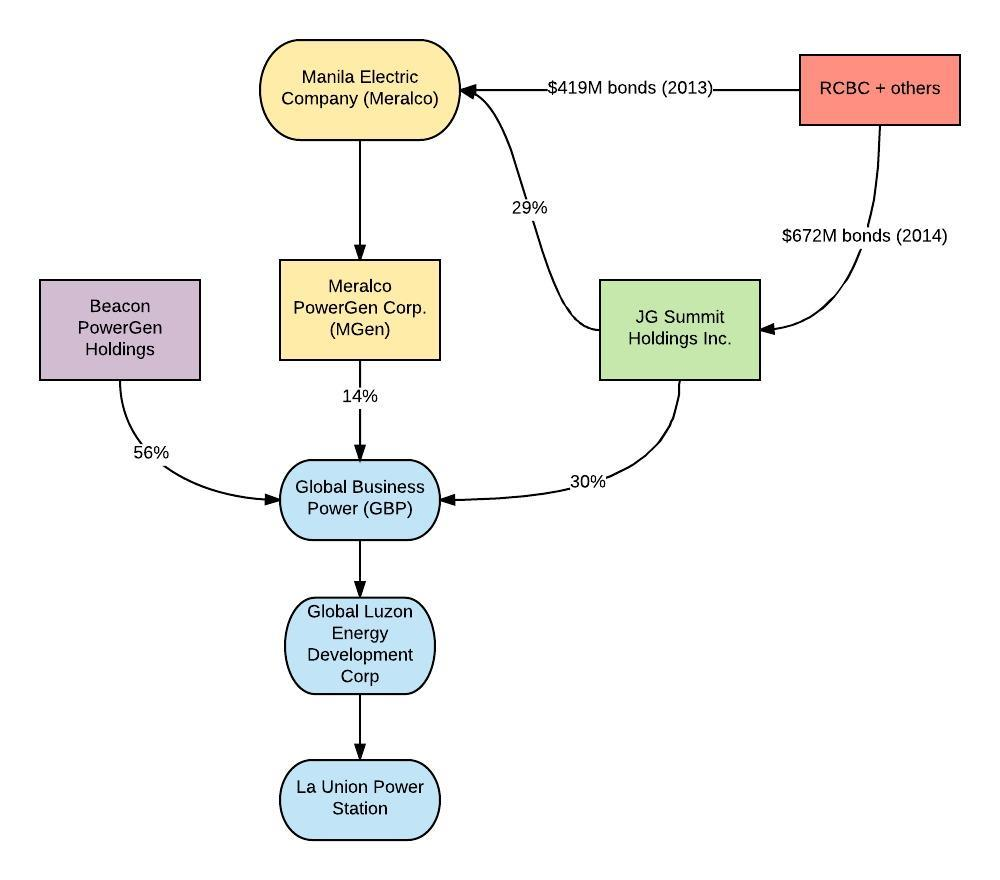 Manila Electric
Company (Meralco)
$419M bonds (2013)
RCBC + others
29%
$672M bonds (2014)
Beacon
PowerGen
Holdings
Meralco
PowerGen Corp.
(MGen)
JG Summit
Holdings Inc.
14%
56%
30%
Global Business
Power (GBP)
Global Luzon
Energy
Development
Corp
La Union Power
Station